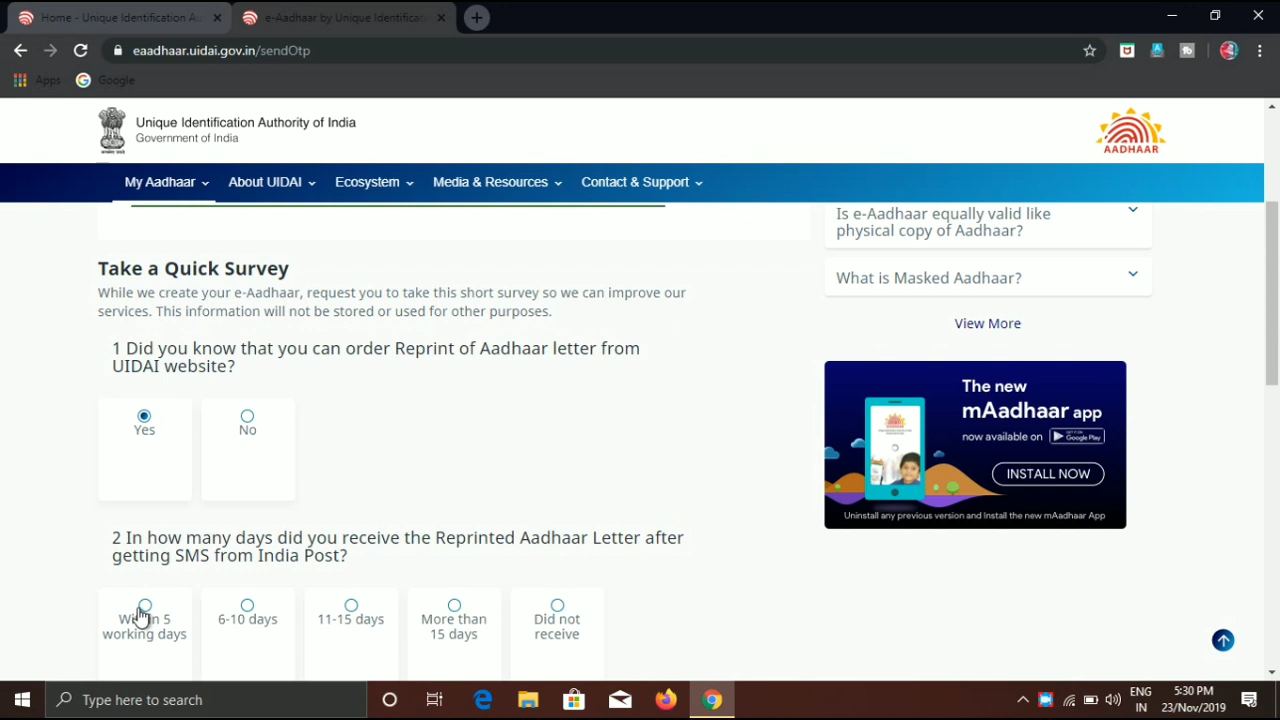 Home - Unique Identification Au
e-Aadhaar by Unique Identificati
eaadhaar.uidai.gov.in/sendOtp
Apps
Google
Unique Identification Authority of India
Government of India
AADHAAR
My Aadhaar
About UIDAI
Ecosystem
Media & Resources
Contact & Support
Is e-Aadhaar equally valid like
physical copy of Aadhaar?
What is Masked Aadhaar?
View More
Take a Quick Survey
While we create your e-Aadhaar, request you to take this short survey so we can improve our
services. This information will not be stored or used for other purposes.
1 Did you know that you can order Reprint of Aadhaar letter from
UIDAI website?
Yes
No
The new
mAadhaar app
now available on
GET IT ON
Google Play
INSTALL NOW
Uninstall any previous version and Install the new mAadhaar App
2 In how many days did you receive the Reprinted Aadhaar Letter after
getting SMS from India Post?
Within 5
working days
6-10 days
11-15 days
More than
15 days
Did not
receive
Type here to search
ENG
IN
5:30 PM
23/Nov/2019